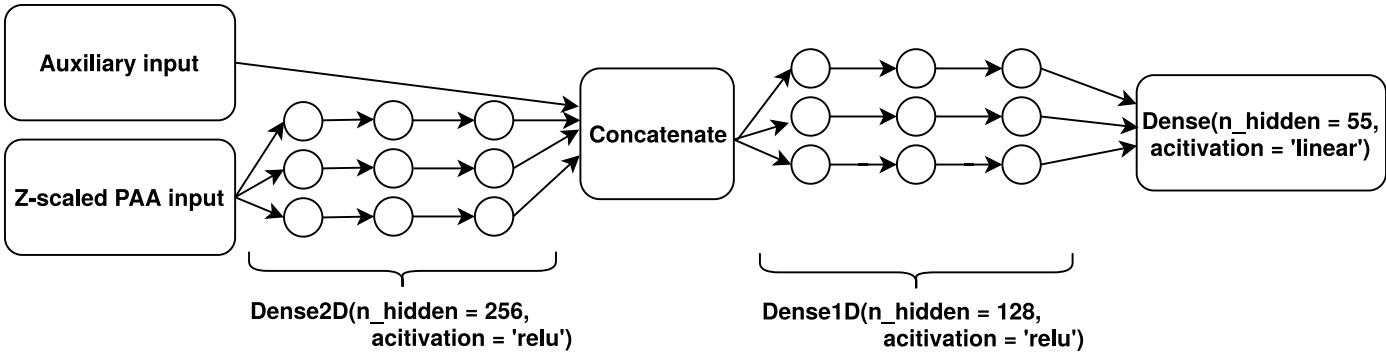 Auxiliary input
Z-scaled PAA input
Dense2D(n_hidden = 256,
acitivation = 'relu')
Concatenate
Dense1D(n_hidden = 128,
acitivation = 'relu')
Dense(n_hidden = 55,
acitivation = 'linear')